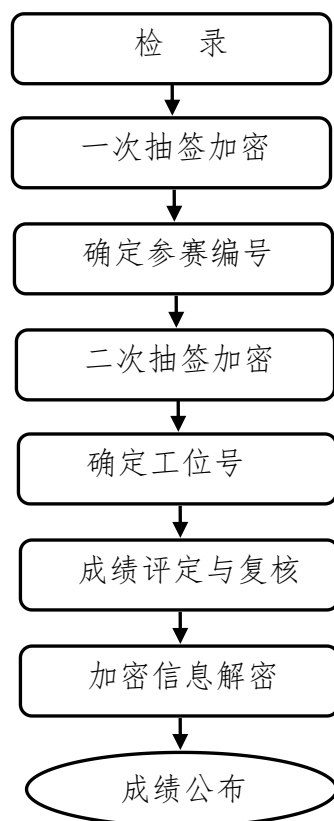 检 录
一次抽签加密
确定参赛编号
二次抽签加密
确定工位号
成绩评定与复核
加密信息解密
成绩公布